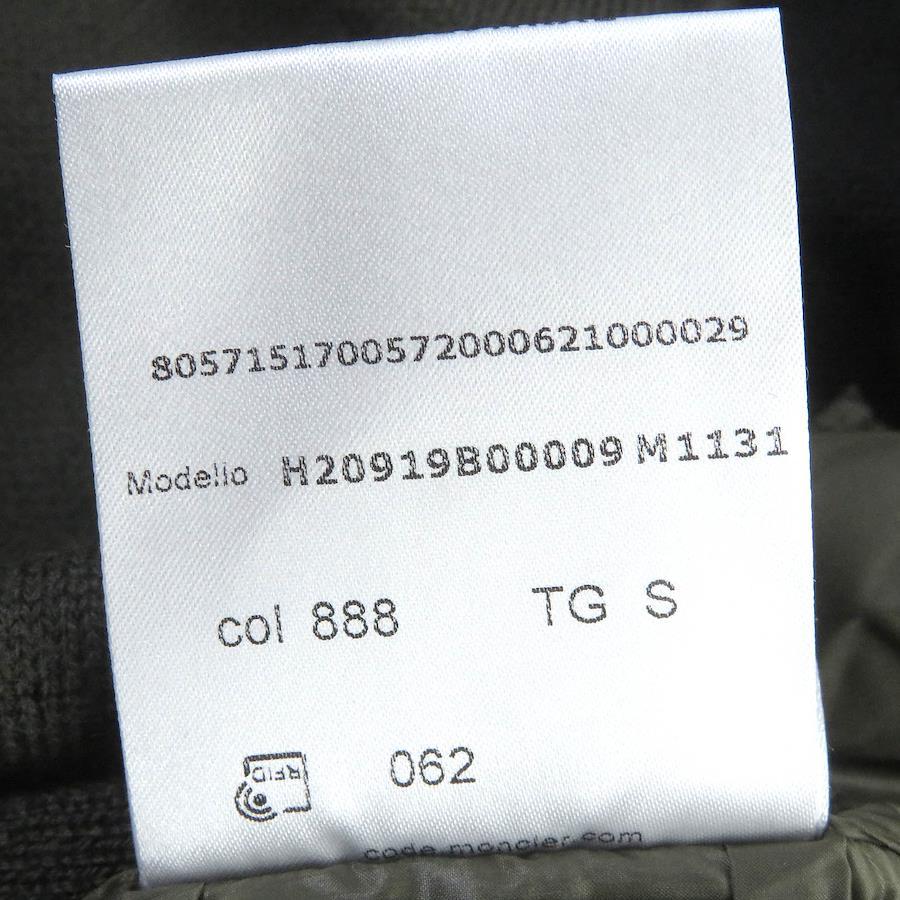 8057151700572000621000029
Modello H20919B00009 M1131
col 888 TG S
RFID 062
code.moncler.com